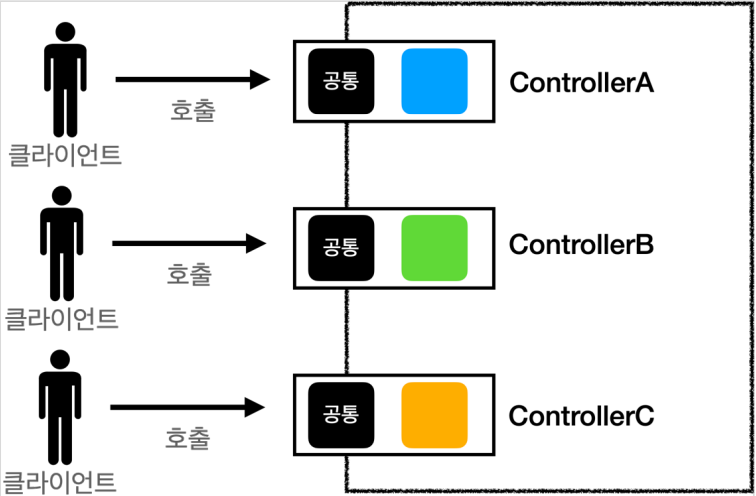 공통
ControllerA
호출
클라이언트
공통
ControllerB
호출
클라이언트
공통
ControllerC
호출
클라이언트